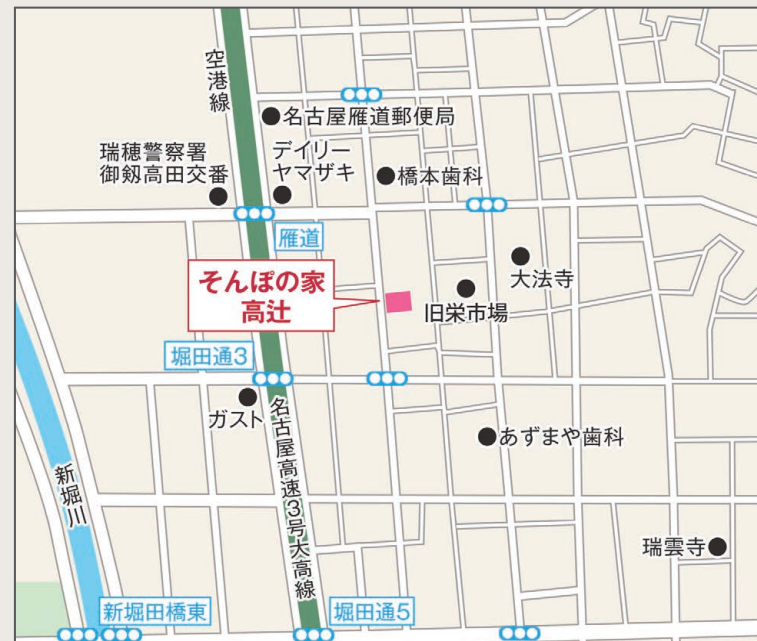 空港線
名古屋雁道郵便局
瑞穂警察署
御剱高田交番
デイリー
ヤマザキ
橋本歯科
雁道
大法寺
そんぽの家
高辻
旧栄市場
堀田通3
ガスト
名古屋高速3号大高線
あずまや歯科
新堀川
瑞雲寺
新堀田橋東
堀田通5